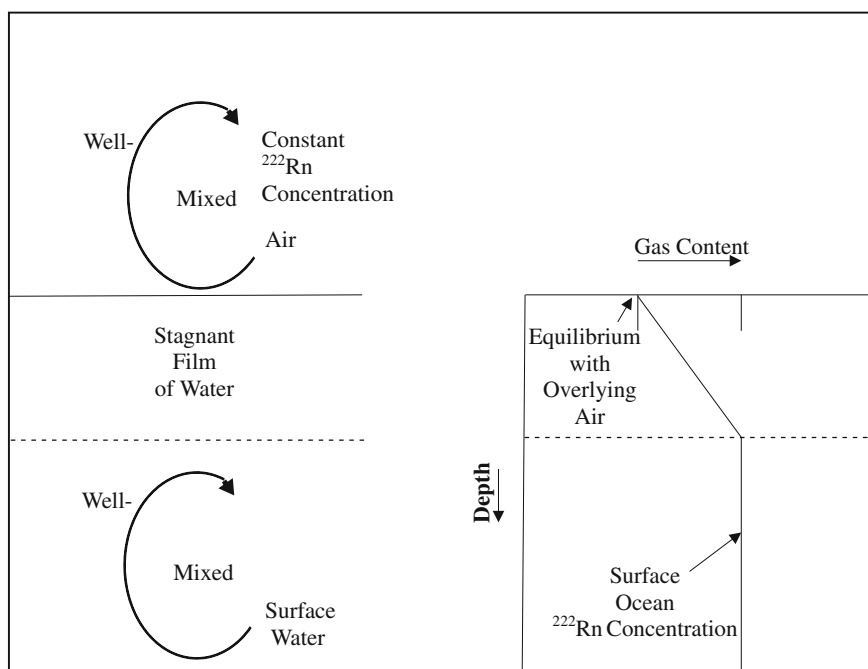 Well-
Mixed
Constant
²²²Rn
Concentration
Air
Stagnant
Film
of Water
Well-
Mixed
Surface
Water
Gas Content
Equilibrium
with
Overlying
Air
Depth
Surface
Ocean
²²²Rn Concentration